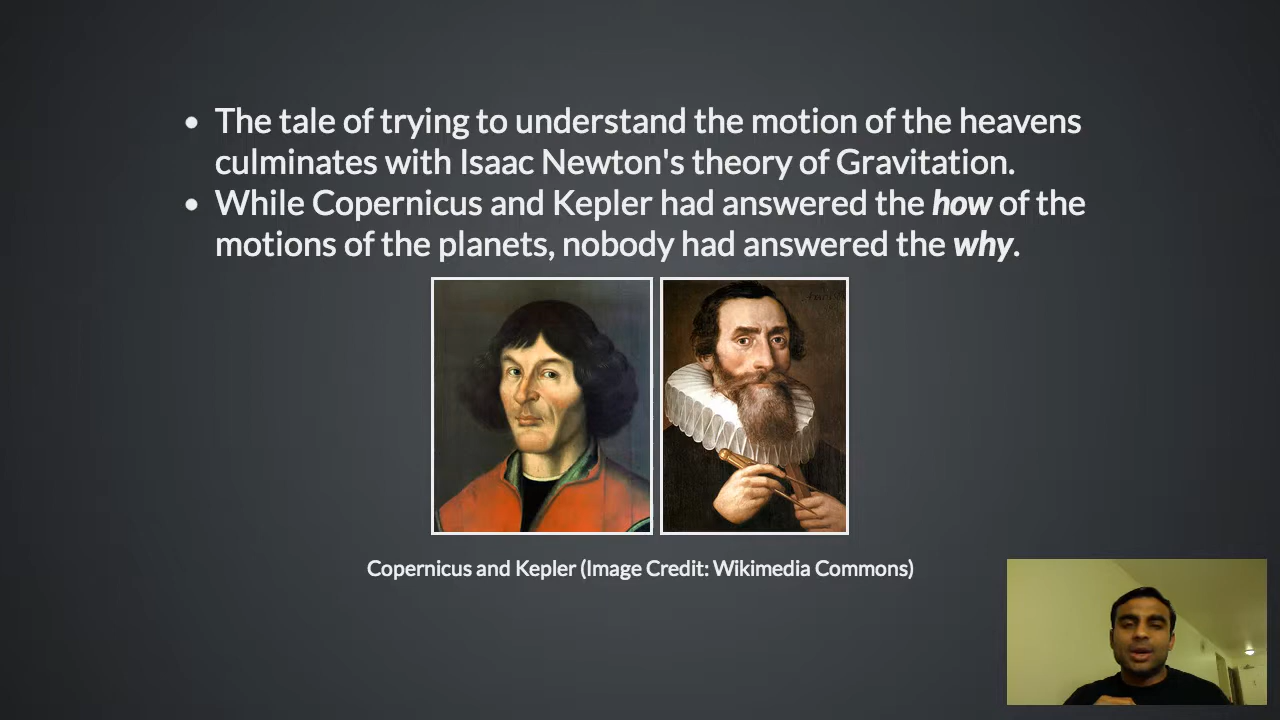 • The tale of trying to understand the motion of the heavens
culminates with Isaac Newton's theory of Gravitation.
• While Copernicus and Kepler had answered the how of the
motions of the planets, nobody had answered the why.
Copernicus and Kepler (Image Credit: Wikimedia Commons)